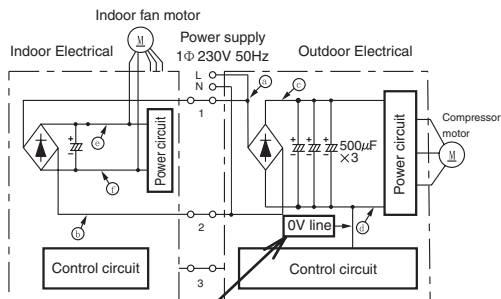 Indoor fan motor
M
Power supply
1Φ 230V 50Hz
Indoor Electrical
Outdoor Electrical
L
N
a
c
1
+
−
e
Power circuit
+
−
+
−
+
−
500μF
×3
Power circuit
Compressor
motor
M
f
b
2
0V line
d
Control circuit
3
Control circuit